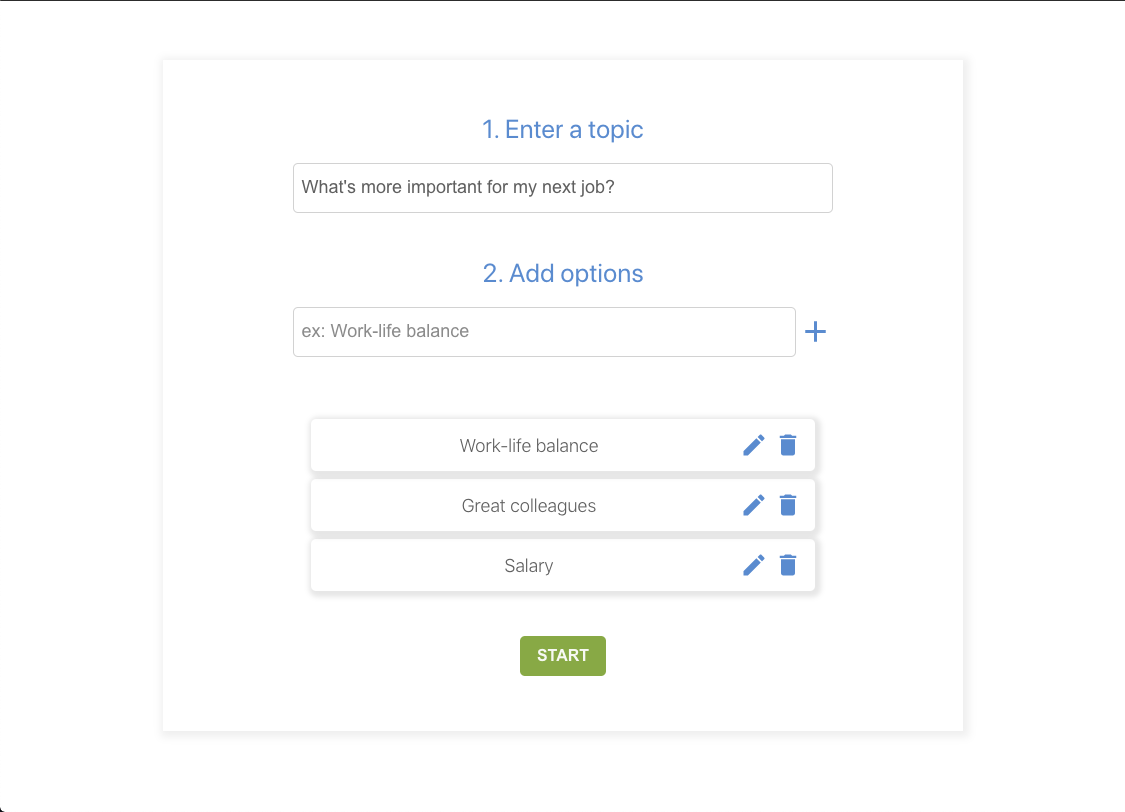 1. Enter a topic
What's more important for my next job?
2. Add options
ex: Work-life balance
Work-life balance
Great colleagues
Salary
START